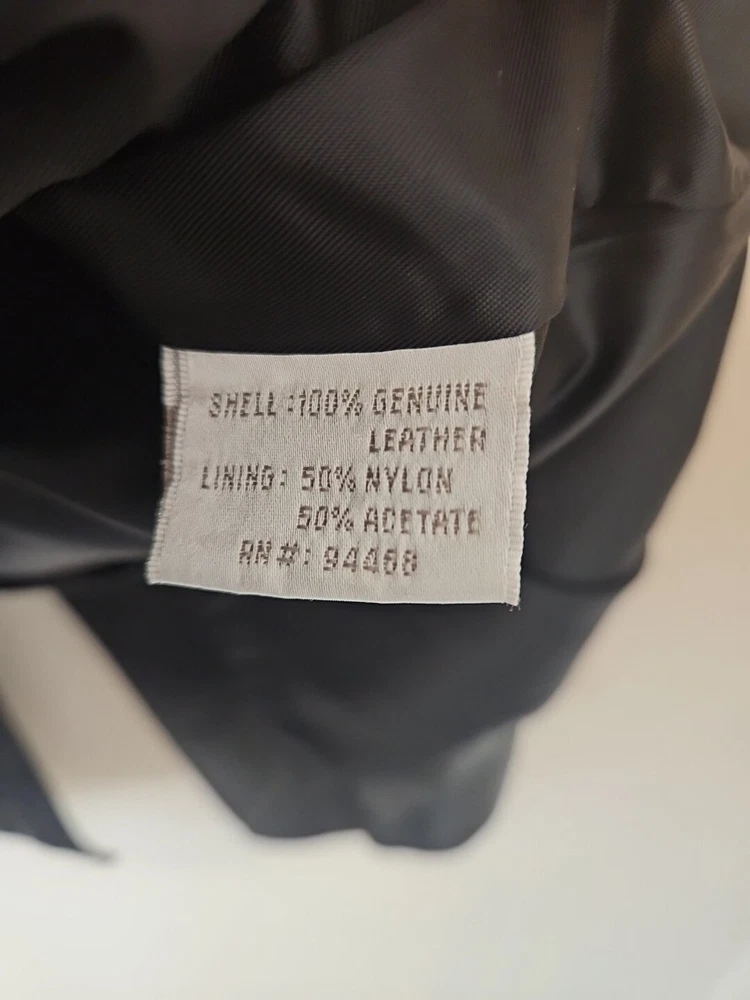 SHELL:100% GENUINE
LEATHER
LINING: 50% NYLON
50% ACETATE
RN#: 94468